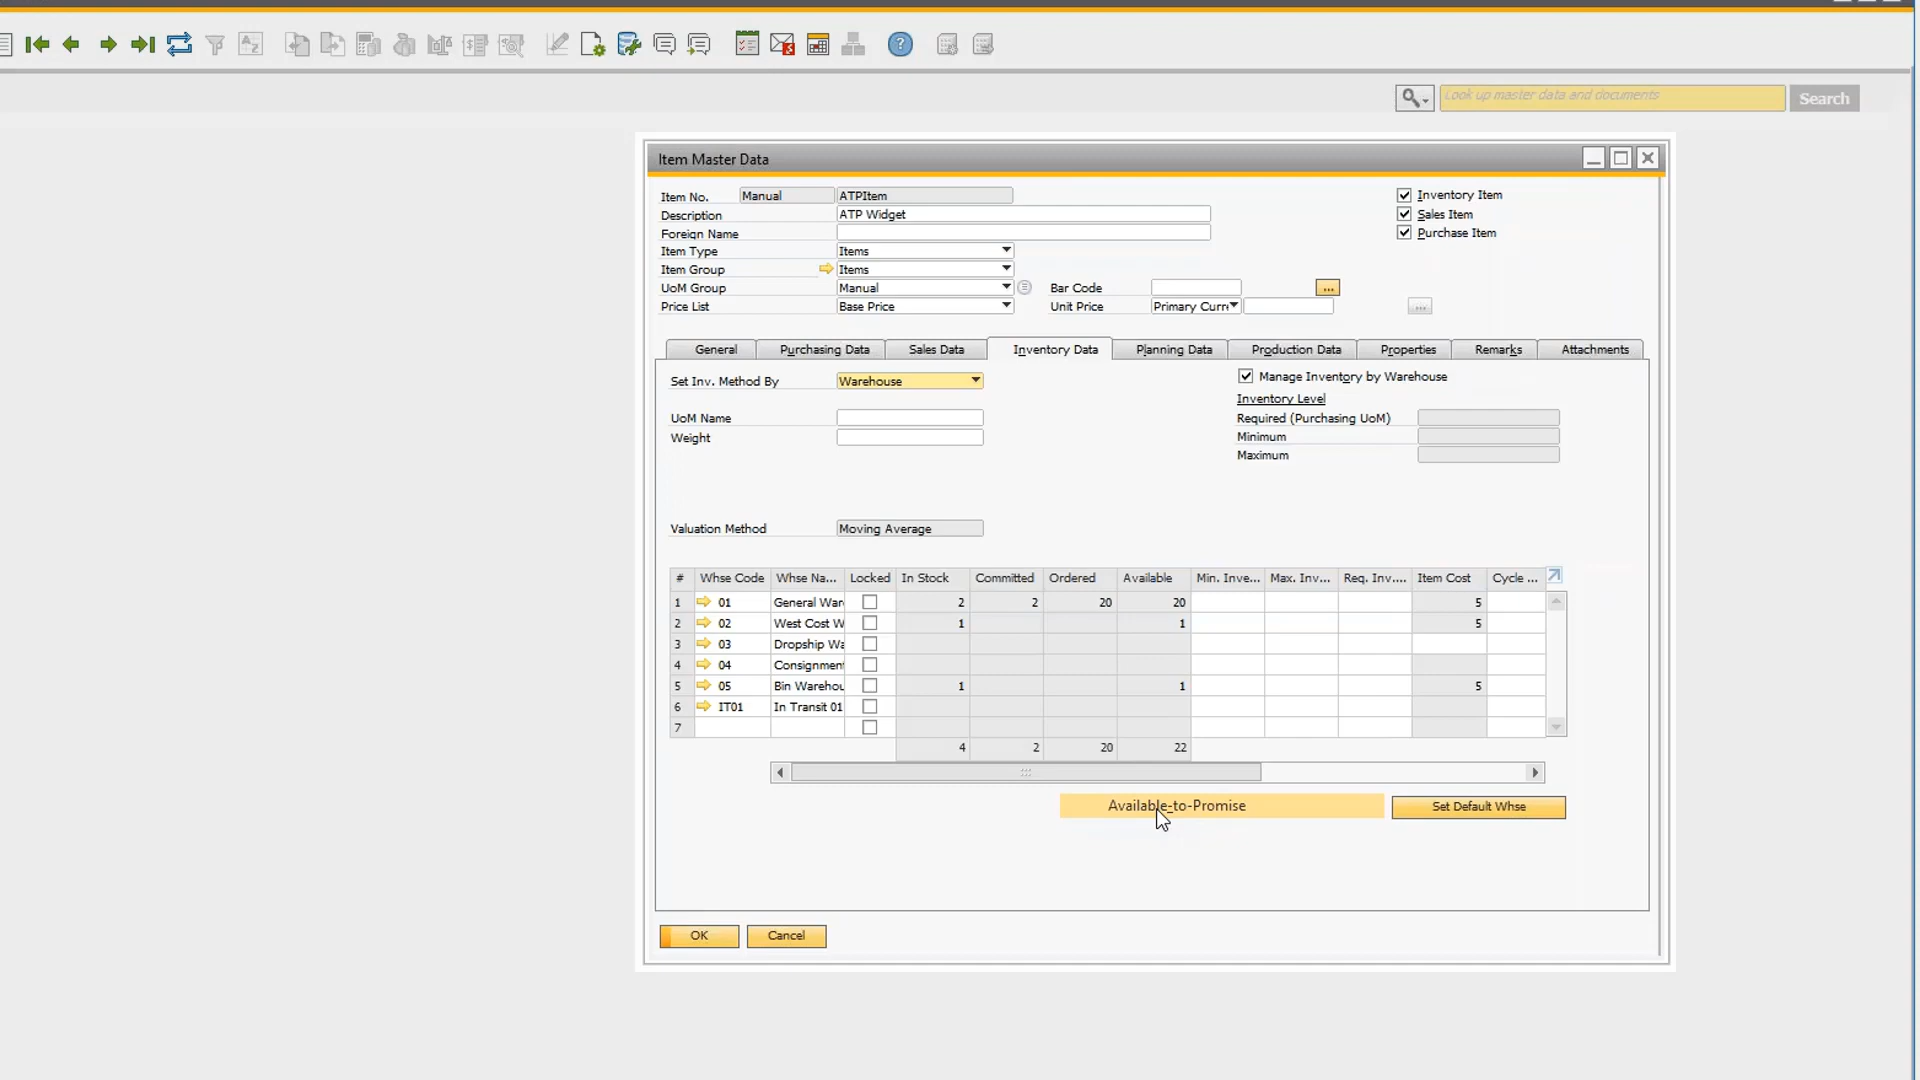 Look up master data and documents
Search
Item Master Data
Item No. Manual ATPItem
Inventory Item
Description ATP Widget
Sales Item
Foreign Name
Purchase Item
Item Type Items
Item Group Items
UoM Group Manual Bar Code ...
Price List Base Price Unit Price Primary Curr ...
General Purchasing Data Sales Data Inventory Data Planning Data Production Data Properties Remarks Attachments
Set Inv. Method By Warehouse
Manage Inventory by Warehouse
Inventory Level
UoM Name
Required (Purchasing UoM)
Weight
Minimum
Maximum
Valuation Method Moving Average
# Whse Code Whse Na... Locked In Stock Committed Ordered Available Min. Inve... Max. Inv... Req. Inv.... Item Cost Cycle ...
1 01 General War 2 2 20 20 5
2 02 West Cost W 1 1 5
3 03 Dropship Wa
4 04 Consignmen
5 05 Bin Warehou 1 1 5
6 IT01 In Transit 01
7
4 2 20 22
Available-to-Promise Set Default Whse
OK Cancel